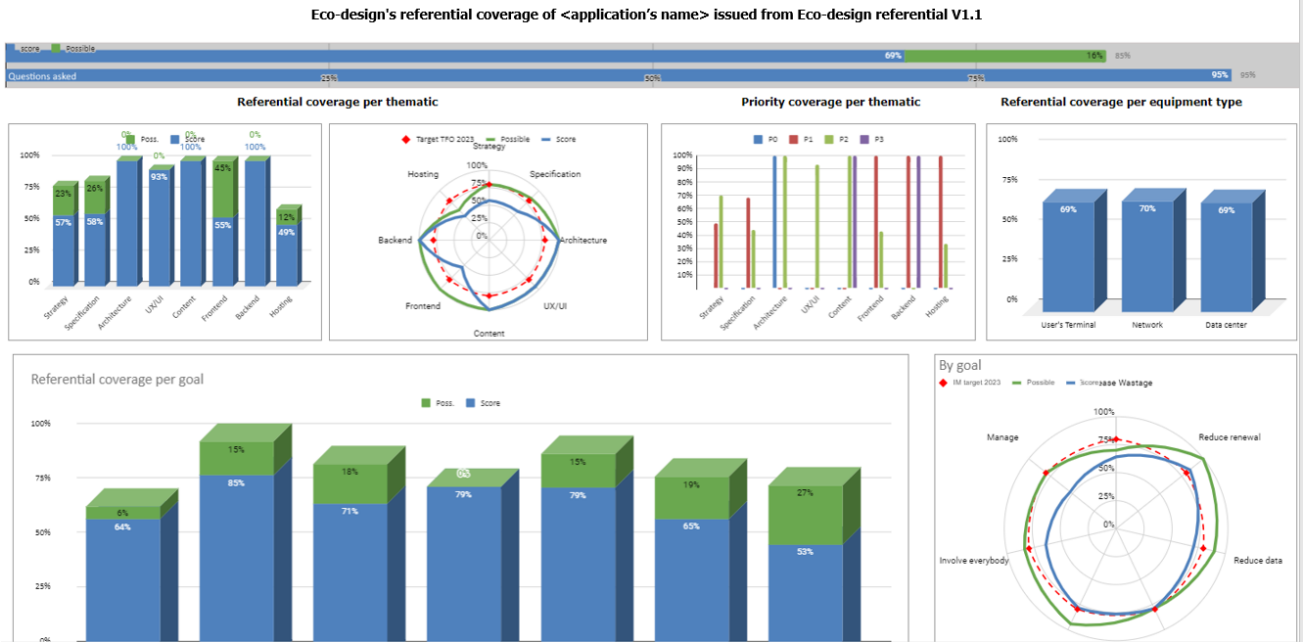 Eco-design's referential coverage of <application's name> issued from Eco-design referential V1.1
score Possible
69% 16% 85%
Questions asked 25% 50% 75% 95% 95%
Referential coverage per thematic
Poss. Score
100%
75%
50%
25%
0%
23% 26% 0% 100% 0% 93% 0% 100% 45% 0% 100% 12%
57% 58% 55% 49%
Strategy Specification Architecture UX/UI Content Frontend Backend Hosting
Target TFO 2023 Possible Score
Strategy
Hosting Specification
100%
75%
50%
25%
0%
Backend Architecture
Frontend UX/UI
Content
Priority coverage per thematic
P0 P1 P2 P3
100%
90%
80%
70%
60%
50%
40%
30%
20%
10%
Strategy Specification Architecture UX/UI Content Frontend Backend Hosting
Referential coverage per equipment type
100%
75%
50%
25%
0%
69% 70% 69%
User's Terminal Network Data center
Referential coverage per goal
Poss. Score
100%
75%
50%
25%
0%
6% 15% 18% 0% 15% 19% 27%
64% 85% 71% 79% 79% 65% 53%
By goal
IM target 2023 Possible Score ase Wastage
100%
75%
50%
25%
0%
Manage Reduce renewal
Involve everybody Reduce data